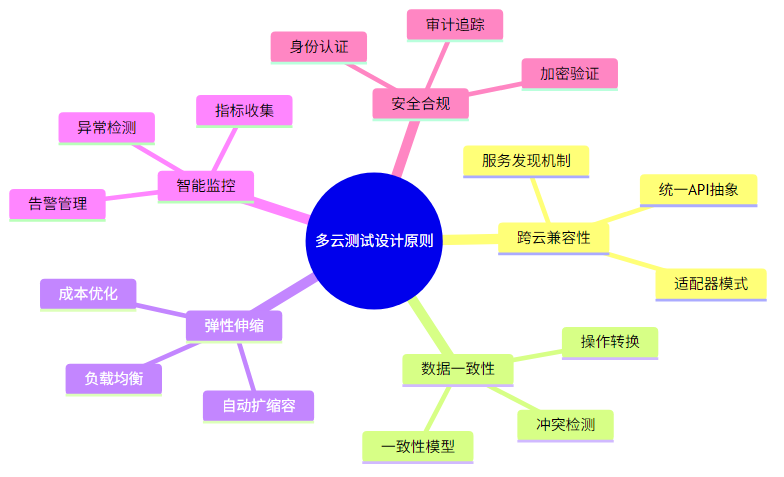 多云测试设计原则
跨云兼容性
服务发现机制
统一API抽象
适配器模式
数据一致性
操作转换
冲突检测
一致性模型
弹性伸缩
自动扩缩容
负载均衡
成本优化
智能监控
告警管理
异常检测
指标收集
安全合规
身份认证
审计追踪
加密验证